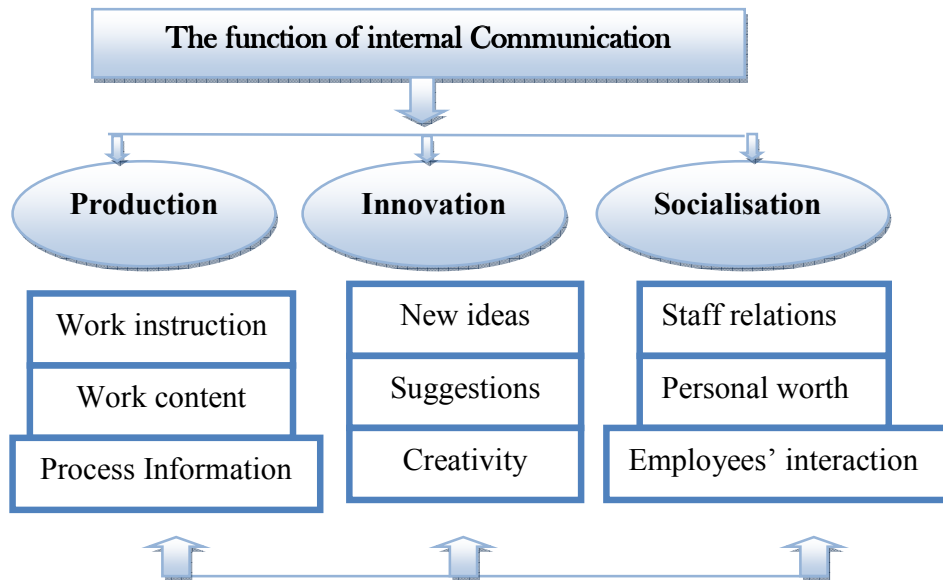 The function of internal Communication
Production
Innovation
Socialisation
Work instruction
Work content
Process Information
New ideas
Suggestions
Creativity
Staff relations
Personal worth
Employees’ interaction